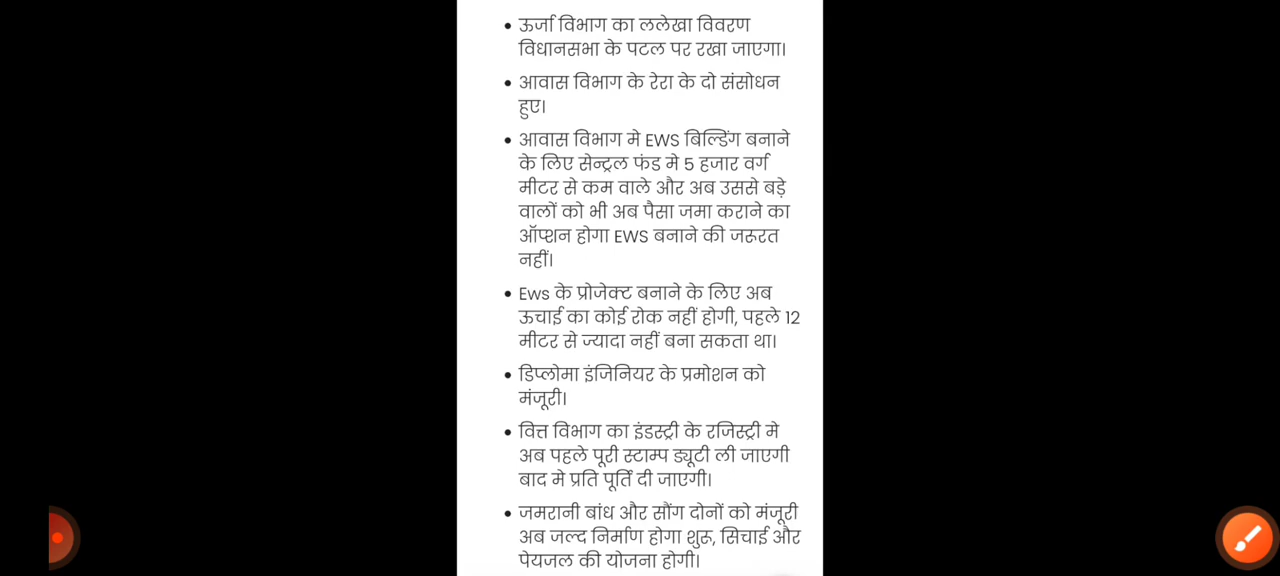 • ऊर्जा विभाग का ललेखा विवरण
विधानसभा के पटल पर रखा जाएगा।
• आवास विभाग के रेरा के दो संसोधन
हुए।
• आवास विभाग मे EWS बिल्डिंग बनाने
के लिए सेन्ट्रल फंड मे 5 हजार वर्ग
मीटर से कम वाले और अब उससे बड़े
वालों को भी अब पैसा जमा कराने का
ऑप्शन होगा EWS बनाने की जरुरत
नहीं।
• Ews के प्रोजेक्ट बनाने के लिए अब
ऊचाई का कोई रोक नहीं होगी, पहले 12
मीटर से ज्यादा नहीं बना सकता था।
• डिप्लोमा इंजिनियर के प्रमोशन को
मंजूरी।
• वित्त विभाग का इंडस्ट्री के रजिस्ट्री मे
अब पहले पूरी स्टाम्प ड्यूटी ली जाएगी
बाद मे प्रति पूर्ति दी जाएगी।
• जमरानी बांध और सौंग दोनों को मंजूरी
अब जल्द निर्माण होगा शुरू, सिचाई और
पेयजल की योजना होगी।